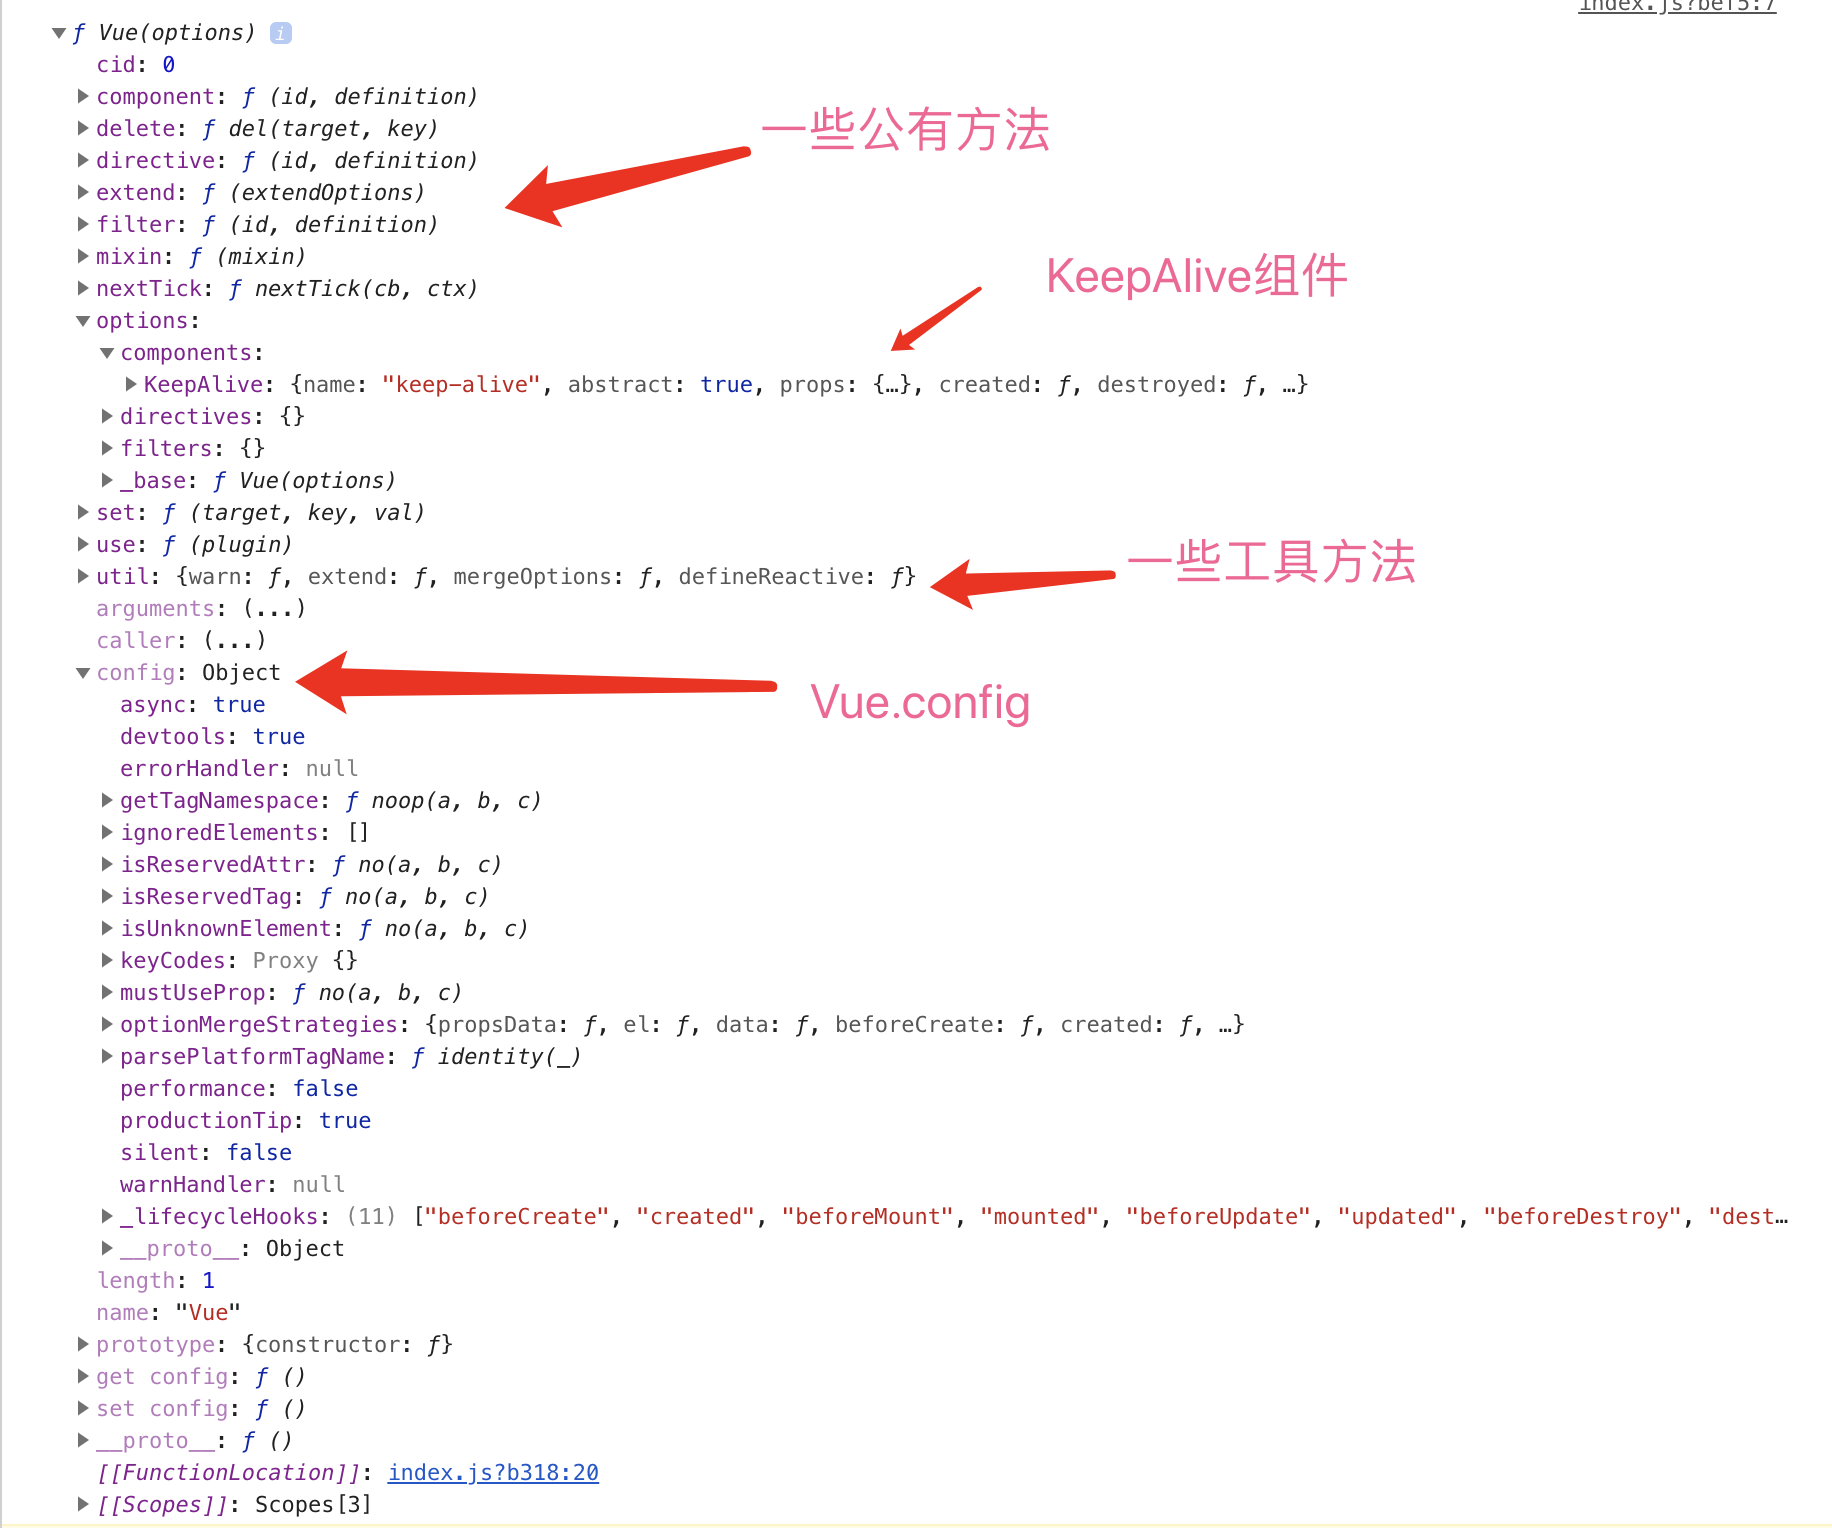 index.js?bef5:7
ƒ Vue(options) i
cid: 0
component: ƒ (id, definition)
一些公有方法
delete: ƒ del(target, key)
directive: ƒ (id, definition)
extend: ƒ (extendOptions)
filter: ƒ (id, definition)
mixin: ƒ (mixin)
KeepAlive组件
nextTick: ƒ nextTick(cb, ctx)
options:
components:
KeepAlive: {name: "keep-alive", abstract: true, props: {…}, created: ƒ, destroyed: ƒ, …}
directives: {}
filters: {}
_base: ƒ Vue(options)
set: ƒ (target, key, val)
use: ƒ (plugin)
一些工具方法
util: {warn: ƒ, extend: ƒ, mergeOptions: ƒ, defineReactive: ƒ}
arguments: (...)
caller: (...)
config: Object
Vue.config
async: true
devtools: true
errorHandler: null
getTagNamespace: ƒ noop(a, b, c)
ignoredElements: []
isReservedAttr: ƒ no(a, b, c)
isReservedTag: ƒ no(a, b, c)
isUnknownElement: ƒ no(a, b, c)
keyCodes: Proxy {}
mustUseProp: ƒ no(a, b, c)
optionMergeStrategies: {propsData: ƒ, el: ƒ, data: ƒ, beforeCreate: ƒ, created: ƒ, …}
parsePlatformTagName: ƒ identity(_)
performance: false
productionTip: true
silent: false
warnHandler: null
_lifecycleHooks: (11) ["beforeCreate", "created", "beforeMount", "mounted", "beforeUpdate", "updated", "beforeDestroy", "dest…
__proto__: Object
length: 1
name: "Vue"
prototype: {constructor: ƒ}
get config: ƒ ()
set config: ƒ ()
__proto__: ƒ ()
[[FunctionLocation]]: index.js?b318:20
[[Scopes]]: Scopes[3]